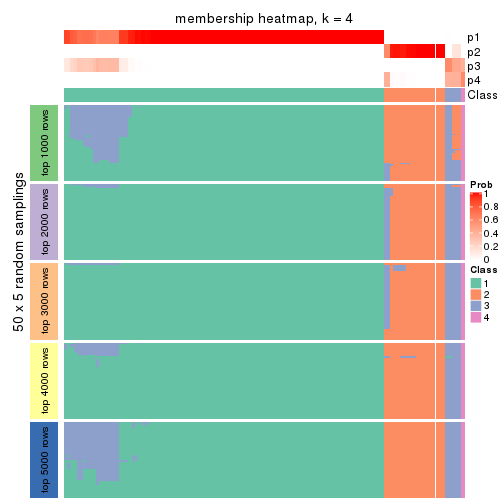 membership heatmap, k = 4
p1
p2
p3
p4
Class
50 x 5 random samplings
top 1000 rows
top 2000 rows
top 3000 rows
top 4000 rows
top 5000 rows
Prob
1
0.8
0.6
0.4
0.2
0
Class
1
2
3
4